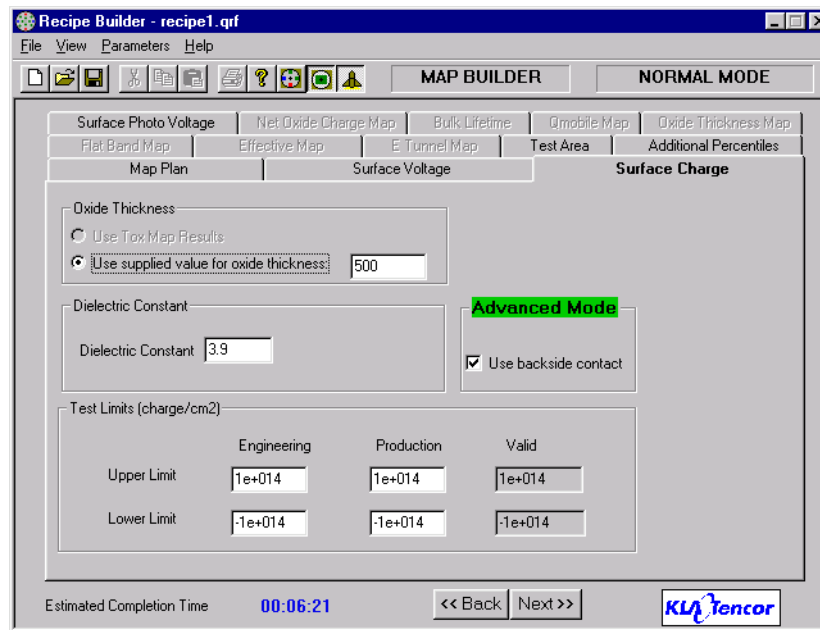 Recipe Builder - recipe1.qrf
File View Parameters Help
MAP BUILDER NORMAL MODE
Surface Photo Voltage Net Oxide Charge Map Bulk Lifetime Qmobile Map Oxide Thickness Map
Flat Band Map Effective Map E Tunnel Map Test Area Additional Percentiles
Map Plan Surface Voltage Surface Charge
Oxide Thickness
Use Tox Map Results
Use supplied value for oxide thickness: 500
Dielectric Constant
Advanced Mode
Dielectric Constant 3.9
Use backside contact
Test Limits (charge/cm2)
Engineering Production Valid
Upper Limit 1e+014 1e+014 1e+014
Lower Limit -1e+014 -1e+014 -1e+014
Estimated Completion Time 00:06:21 << Back Next >> KLA Tencor